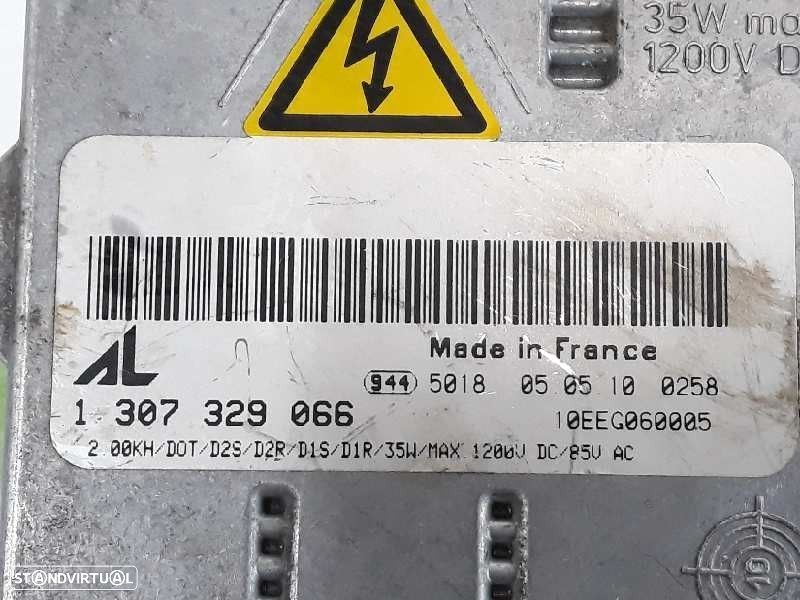 35W ma
1200V D
Made in France
AL
944 5018 05 05 10 0258
1 307 329 066
10EEG060005
2.00KH/DOT/D2S/D2R/D1S/D1R/35W/MAX 1200V DC/85V AC
STANDVIRTUAL